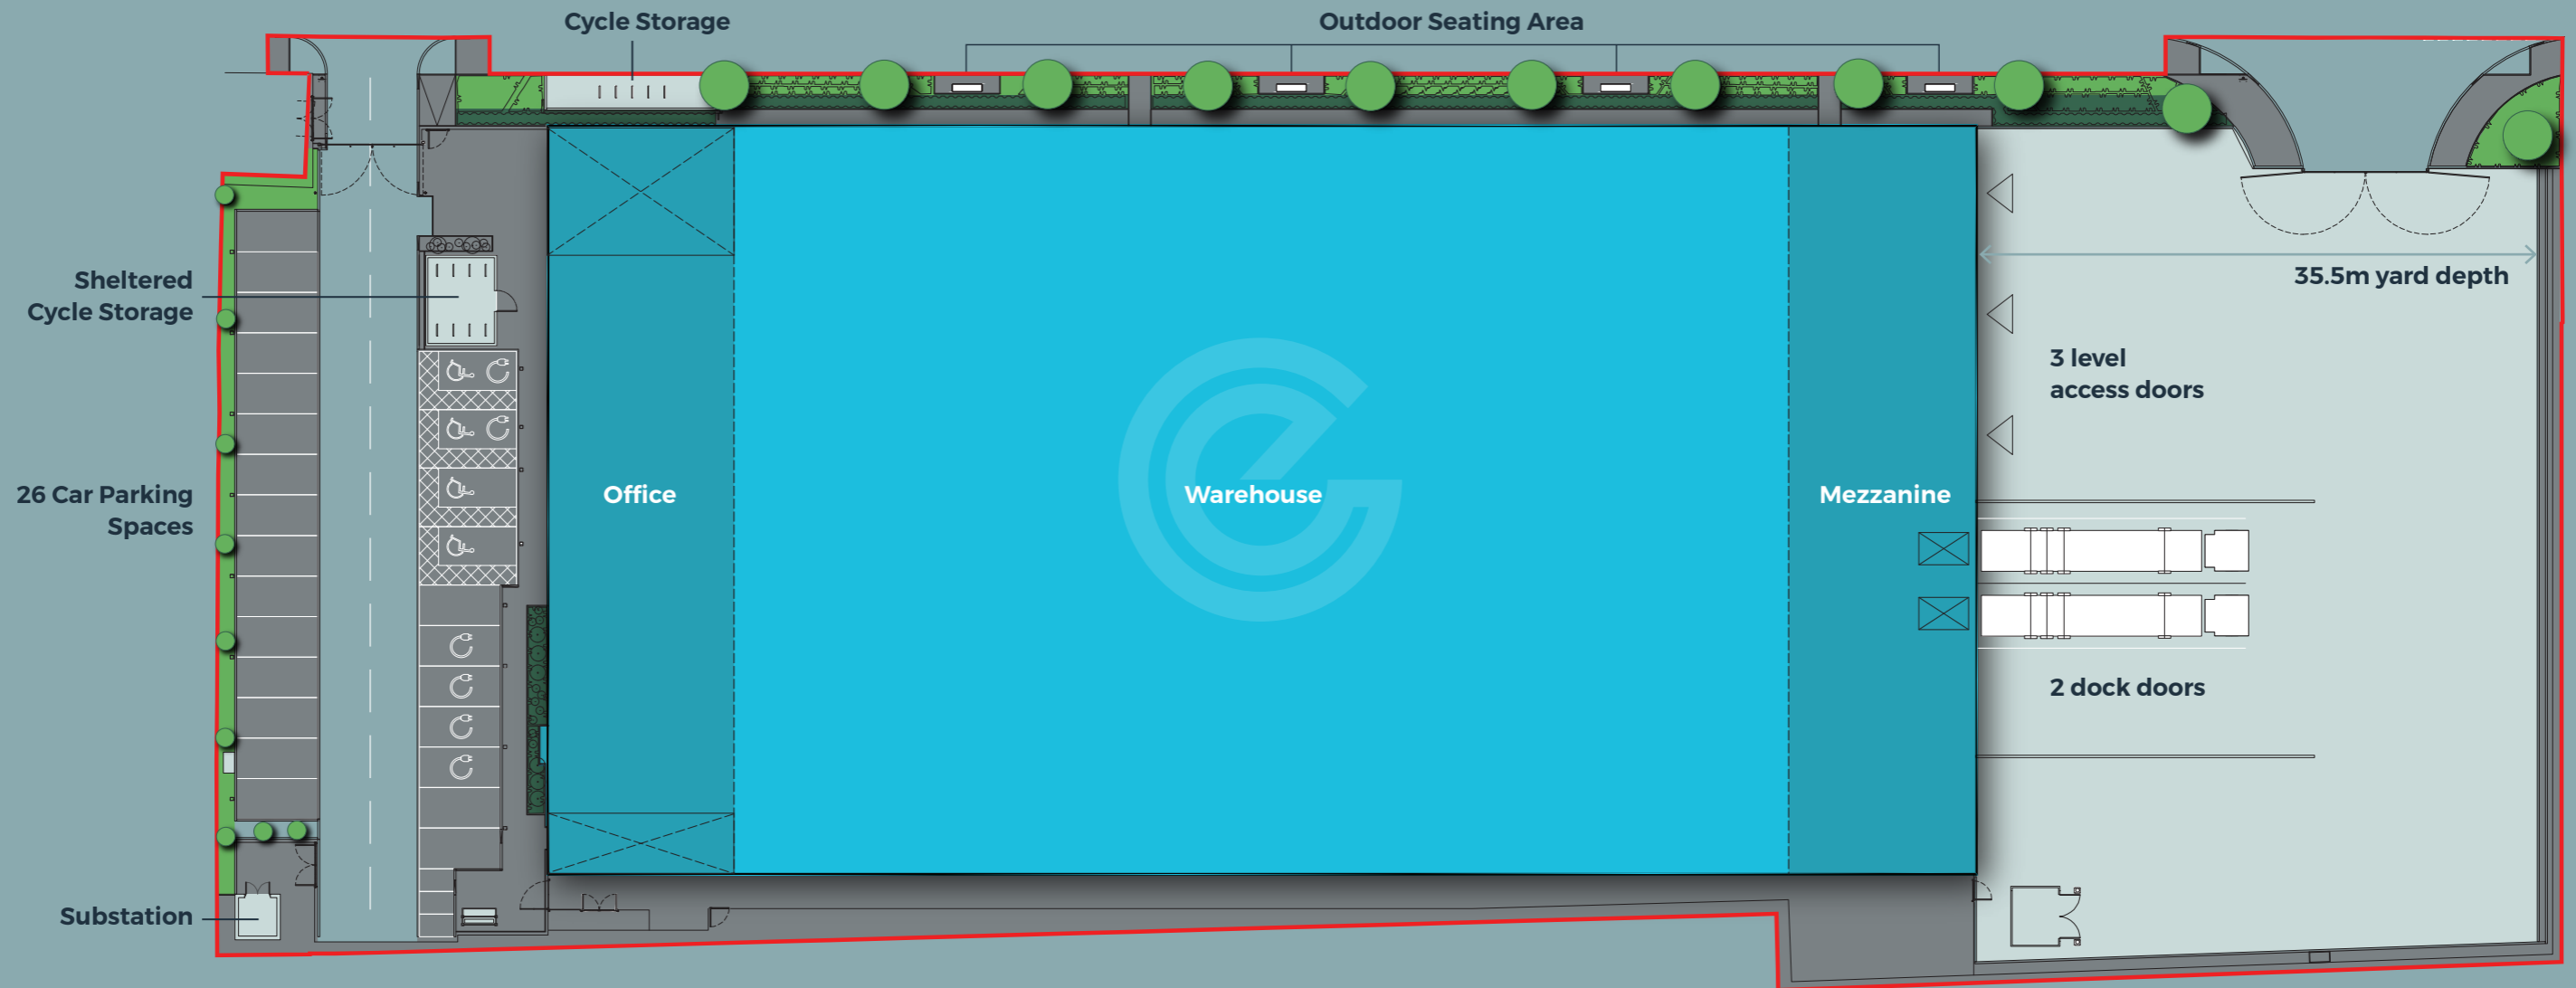 Cycle Storage
Outdoor Seating Area
Sheltered
Cycle Storage
35.5m yard depth
3 level
access doors
26 Car Parking
Spaces
Office
Warehouse
Mezzanine
2 dock doors
Substation